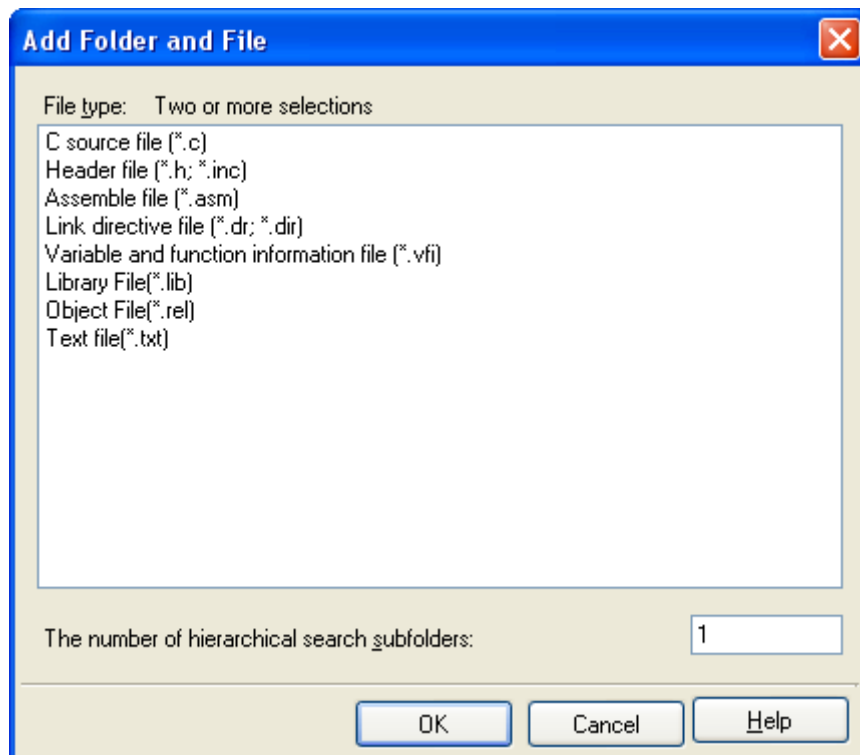 Add Folder and File
File type: Two or more selections
C source file (*.c)
Header file (*.h; *.inc)
Assemble file (*.asm)
Link directive file (*.dr; *.dir)
Variable and function information file (*.vfi)
Library File(*.lib)
Object File(*.rel)
Text file(*.txt)
The number of hierarchical search subfolders: 1
OK Cancel Help